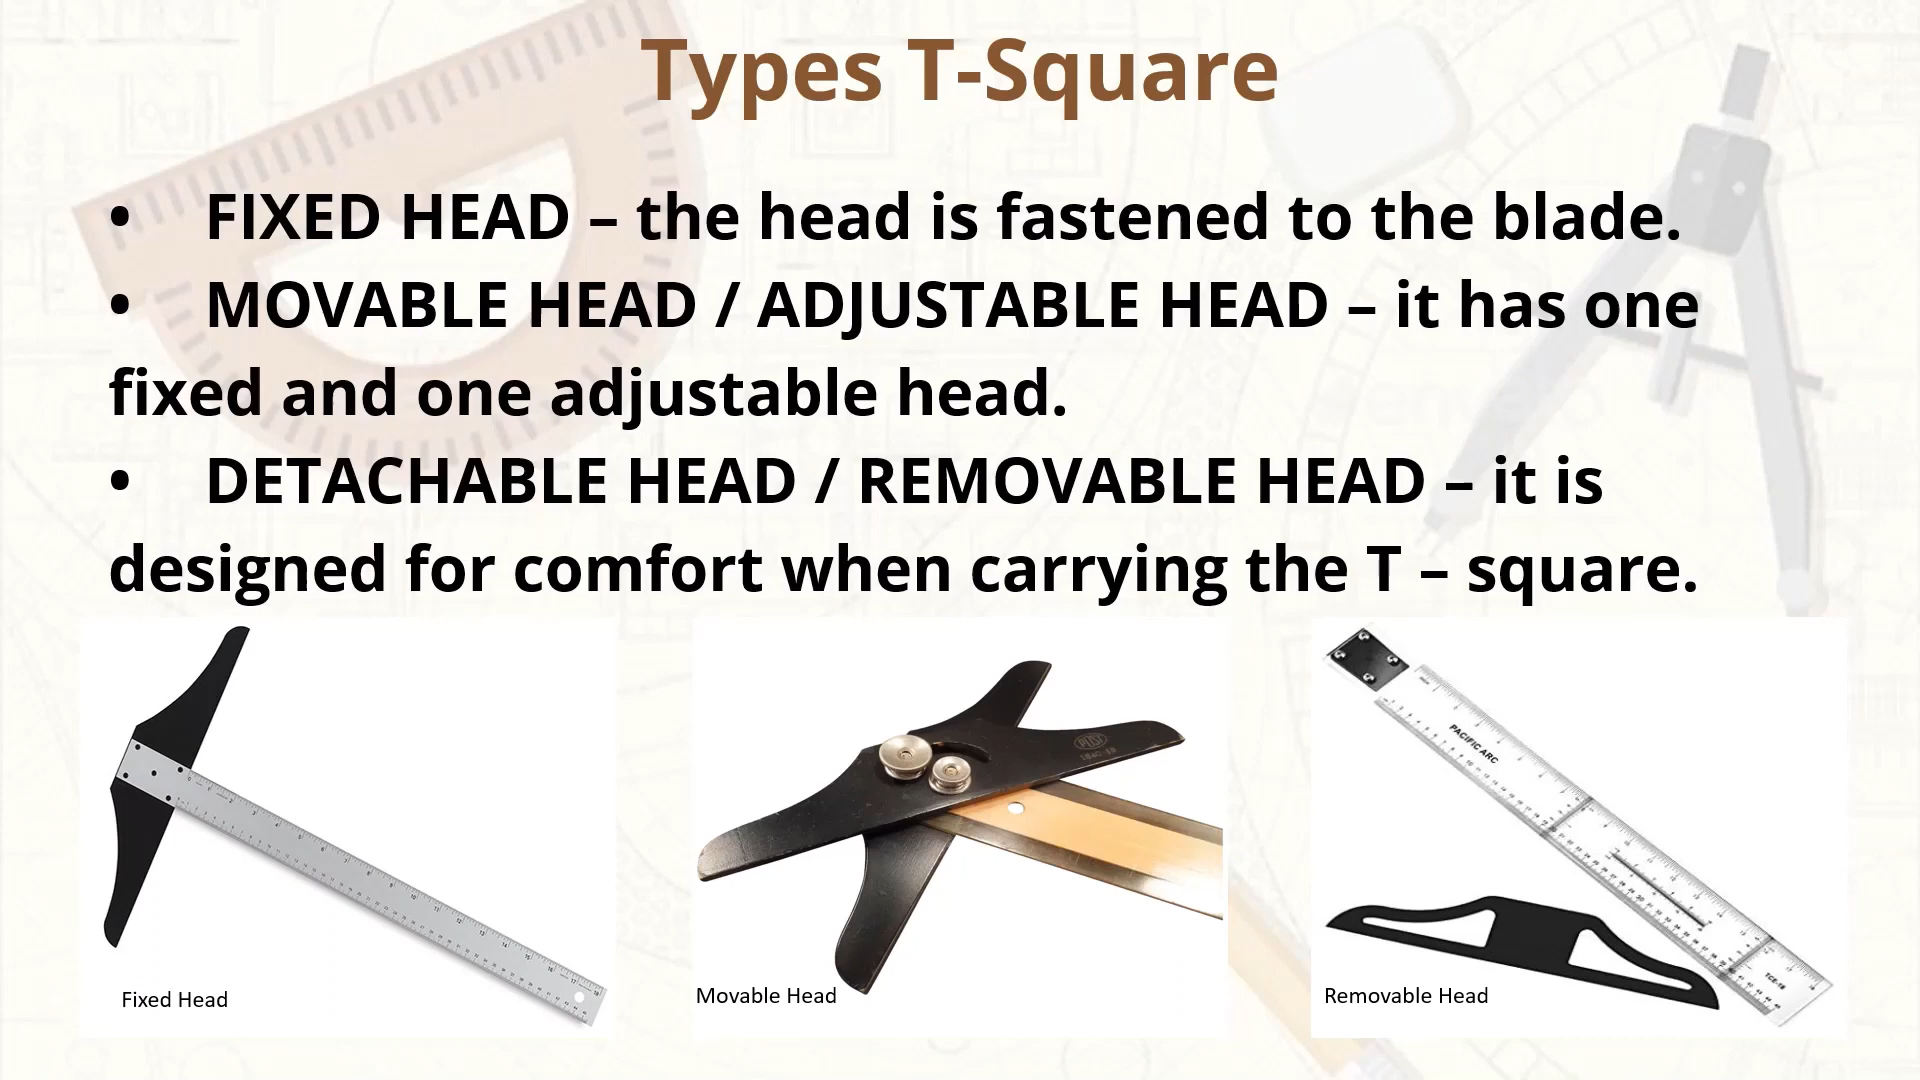 Types T-Square
• FIXED HEAD – the head is fastened to the blade.
• MOVABLE HEAD / ADJUSTABLE HEAD – it has one
fixed and one adjustable head.
• DETACHABLE HEAD / REMOVABLE HEAD – it is
designed for comfort when carrying the T – square.
PACIFIC ARC
Fixed Head
Movable Head
Removable Head